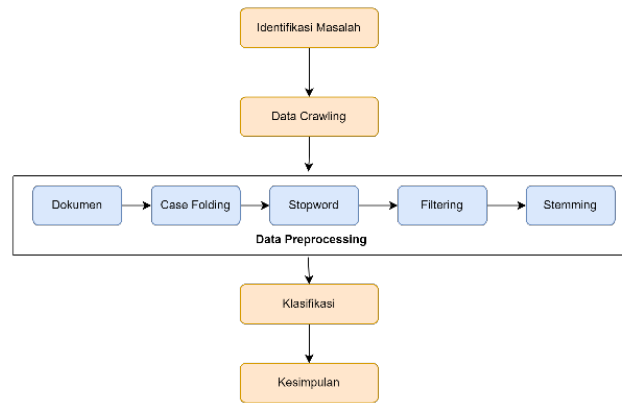 Identifikasi Masalah
Data Crawling
Dokumen
Case Folding
Stopword
Filtering
Stemming
Data Preprocessing
Klasifikasi
Kesimpulan